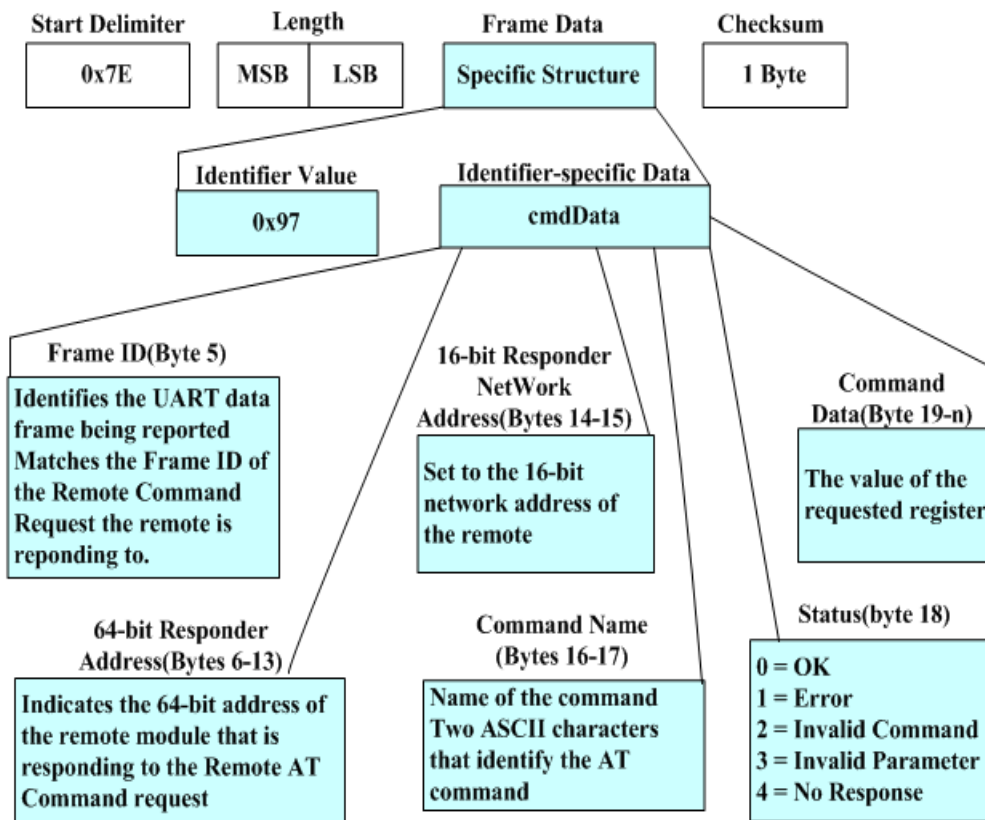 Start Delimiter
Length
Frame Data
Checksum
0x7E
MSB
LSB
Specific Structure
1 Byte
Identifier Value
Identifier-specific Data
0x97
cmdData
Frame ID(Byte 5)
Identifies the UART data
frame being reported
Matches the Frame ID of
the Remote Command
Request the remote is
reponding to.
16-bit Responder
NetWork
Address(Bytes 14-15)
Set to the 16-bit
network address of
the remote
Command
Data(Byte 19-n)
The value of the
requested register
64-bit Responder
Address(Bytes 6-13)
Indicates the 64-bit address of
the remote module that is
responding to the Remote AT
Command request
Command Name
(Bytes 16-17)
Name of the command
Two ASCII characters
that identify the AT
command
Status(byte 18)
0 = OK
1 = Error
2 = Invalid Command
3 = Invalid Parameter
4 = No Response